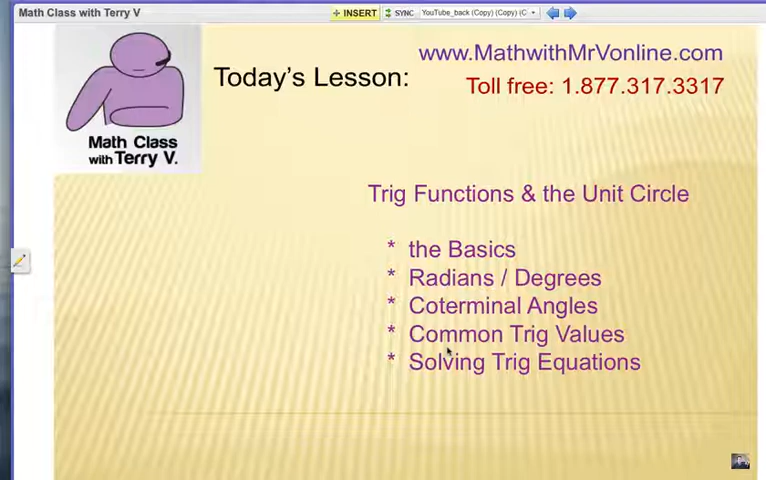 Math Class with Terry V
INSERT
SYNC
YouTube_back (Copy) (Copy) (C
www.MathwithMrVonline.com
Today's Lesson:
Toll free: 1.877.317.3317
Math Class
with Terry V.
Trig Functions & the Unit Circle
* the Basics
* Radians / Degrees
* Coterminal Angles
* Common Trig Values
* Solving Trig Equations